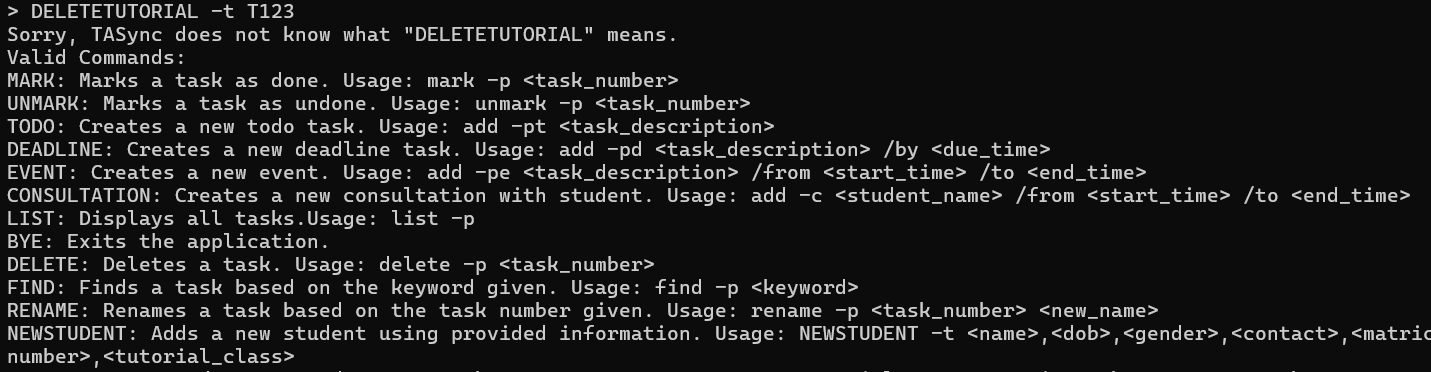 > DELETETUTORIAL -t T123
Sorry, TASync does not know what "DELETETUTORIAL" means.
Valid Commands:
MARK: Marks a task as done. Usage: mark -p <task_number>
UNMARK: Marks a task as undone. Usage: unmark -p <task_number>
TODO: Creates a new todo task. Usage: add -pt <task_description>
DEADLINE: Creates a new deadline task. Usage: add -pd <task_description> /by <due_time>
EVENT: Creates a new event. Usage: add -pe <task_description> /from <start_time> /to <end_time>
CONSULTATION: Creates a new consultation with student. Usage: add -c <student_name> /from <start_time> /to <end_time>
LIST: Displays all tasks.Usage: list -p
BYE: Exits the application.
DELETE: Deletes a task. Usage: delete -p <task_number>
FIND: Finds a task based on the keyword given. Usage: find -p <keyword>
RENAME: Renames a task based on the task number given. Usage: rename -p <task_number> <new_name>
NEWSTUDENT: Adds a new student using provided information. Usage: NEWSTUDENT -t <name>,<dob>,<gender>,<contact>,<matric
number>,<tutorial_class>